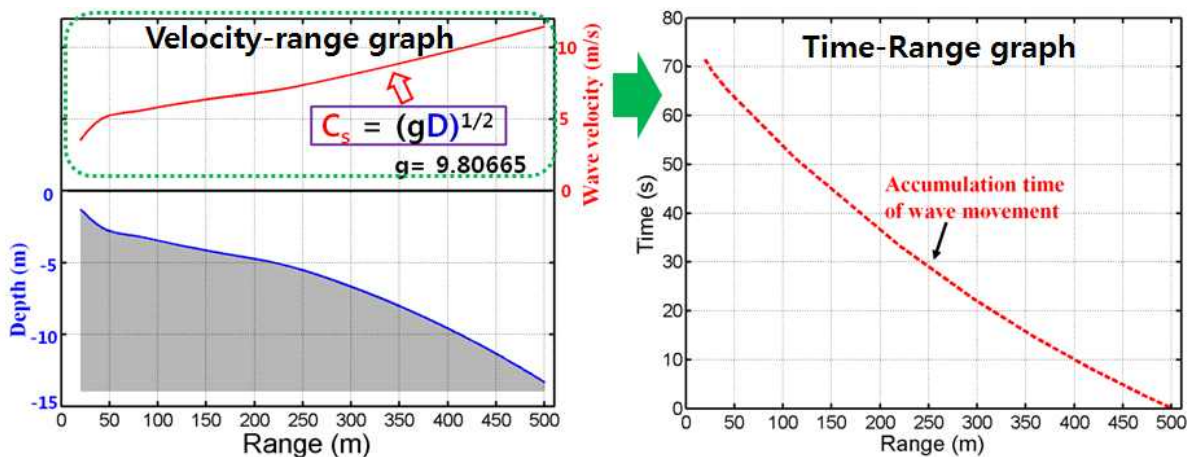 Velocity-range graph
C_s = (gD)^1/2
g= 9.80665
10
5
0
Wave velocity (m/s)
0
-5
-10
-15
Depth (m)
0 50 100 150 200 250 300 350 400 450 500
Range (m)
Time-Range graph
80
70
60
50
40
30
20
10
0
Time (s)
Accumulation time
of wave movement
0 50 100 150 200 250 300 350 400 450 500
Range (m)